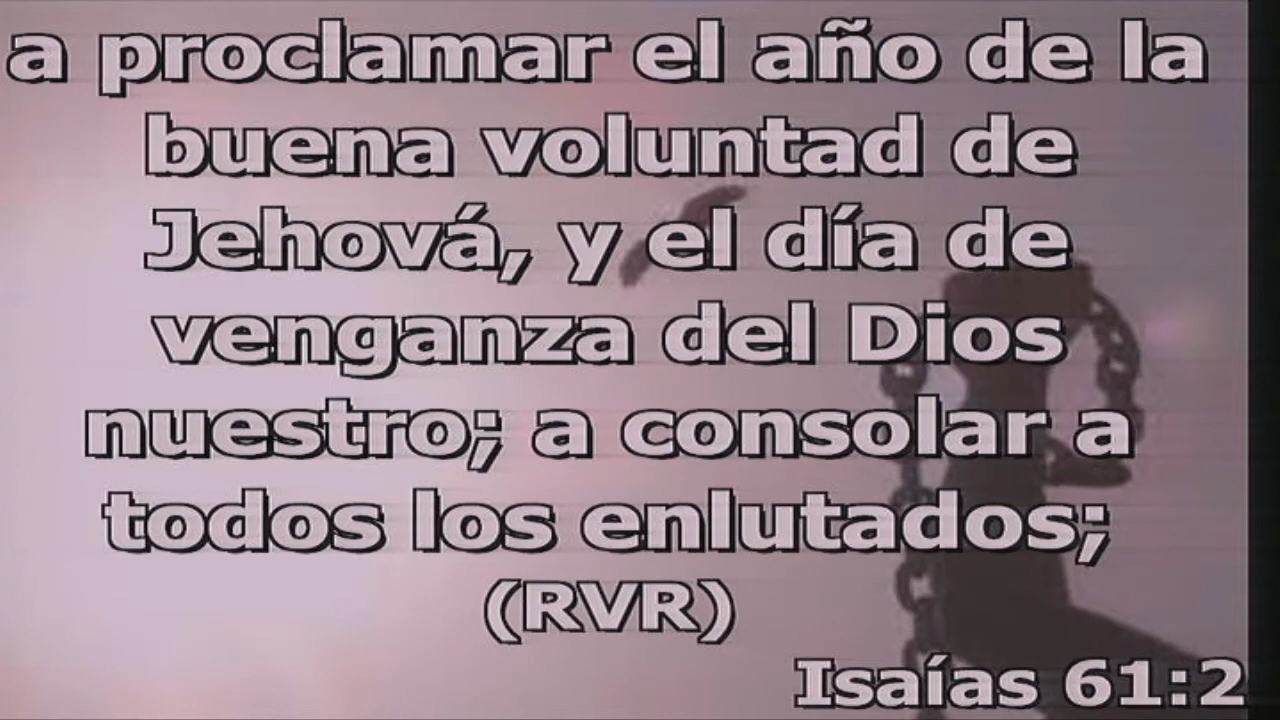 a proclamar el año de la
buena voluntad de
Jehová, y el día de
venganza del Dios
nuestro; a consolar a
todos los enlutados;
(RVR)
Isaías 61:2